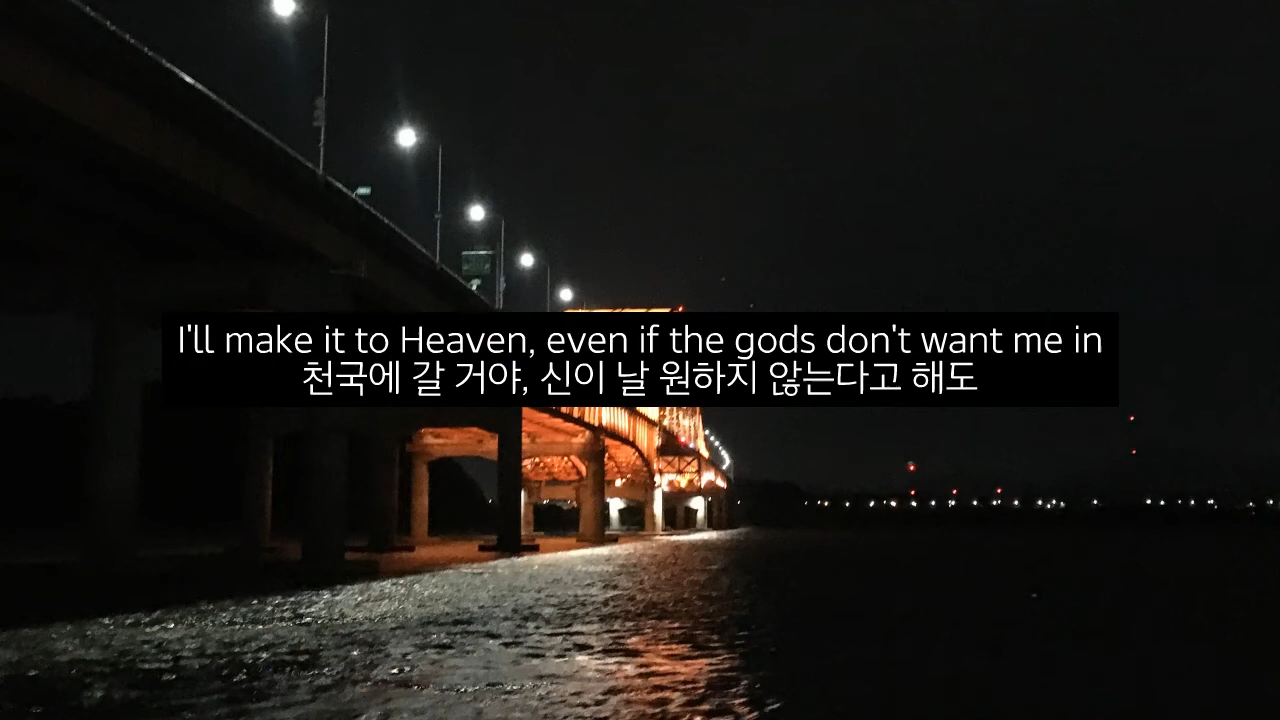 I'll make it to Heaven, even if the gods don't want me in
천국에 갈 거야, 신이 날 원하지 않는다고 해도